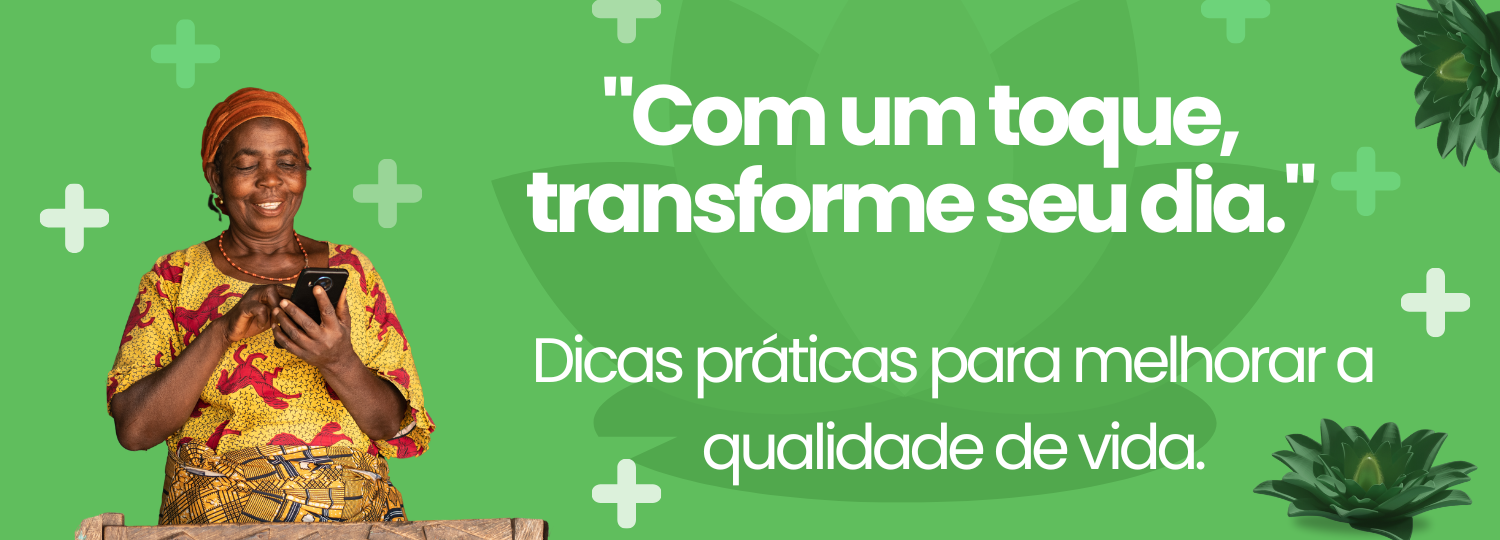 "Com um toque,
transforme seu dia."
Dicas práticas para melhorar a
qualidade de vida.